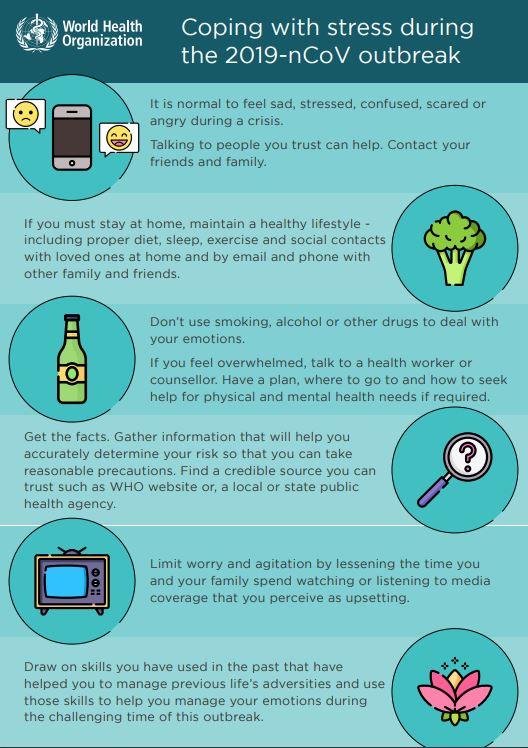 World Health
Organization
Coping with stress during
the 2019-nCoV outbreak
It is normal to feel sad, stressed, confused, scared or
angry during a crisis.
Talking to people you trust can help. Contact your
friends and family.
If you must stay at home, maintain a healthy lifestyle -
including proper diet, sleep, exercise and social contacts
with loved ones at home and by email and phone with
other family and friends.
Don't use smoking, alcohol or other drugs to deal with
your emotions.
If you feel overwhelmed, talk to a health worker or
counsellor. Have a plan, where to go to and how to seek
help for physical and mental health needs if required.
Get the facts. Gather information that will help you
accurately determine your risk so that you can take
reasonable precautions. Find a credible source you can
trust such as WHO website or, a local or state public
health agency.
?
Limit worry and agitation by lessening the time you
and your family spend watching or listening to media
coverage that you perceive as upsetting.
Draw on skills you have used in the past that have
helped you to manage previous life's adversities and use
those skills to help you manage your emotions during
the challenging time of this outbreak.